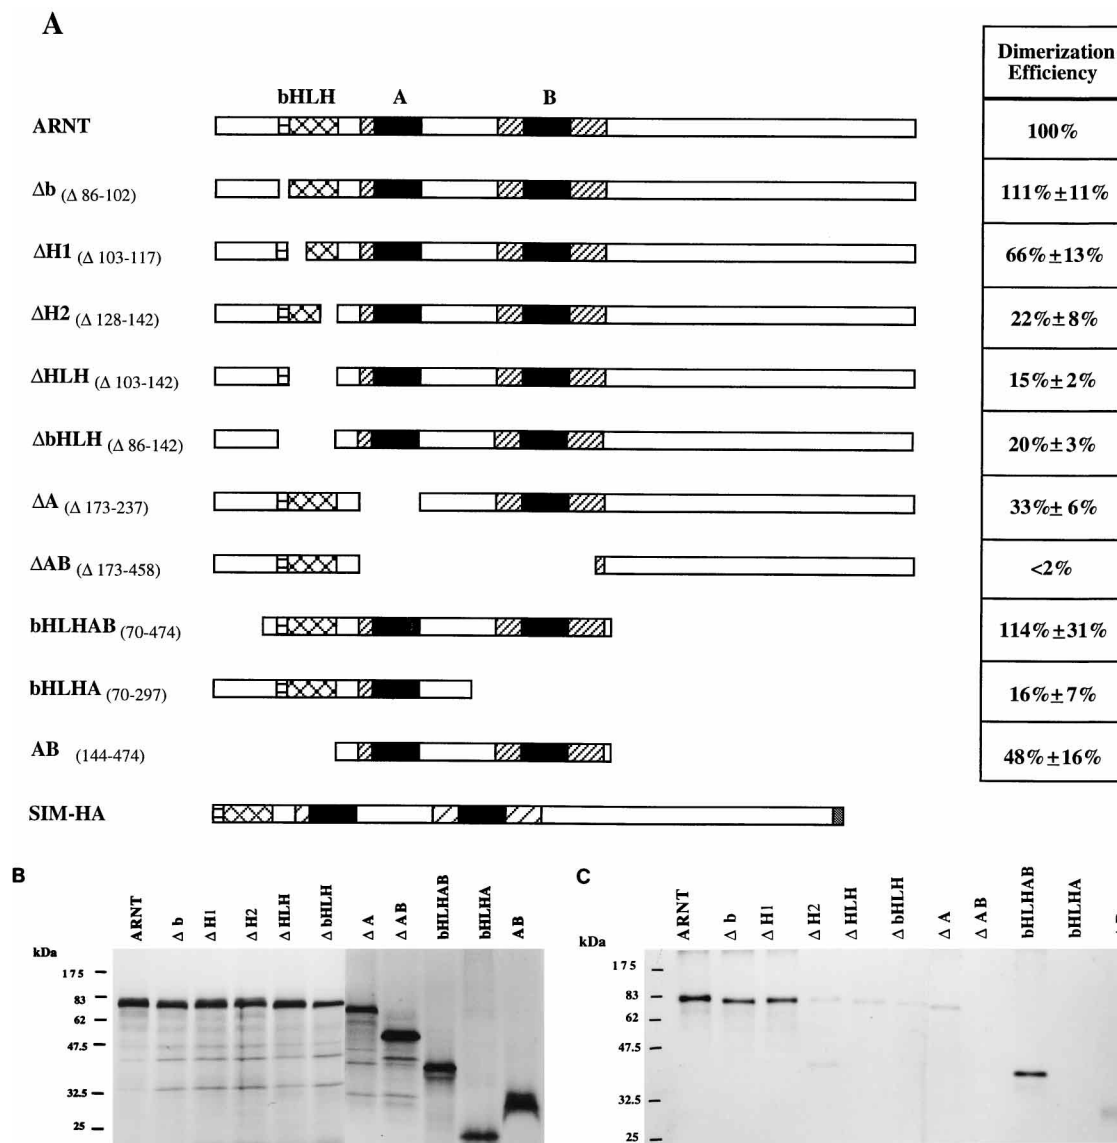 A
Dimerization
Efficiency
bHLH A B
ARNT 100%
Δb (Δ 86-102) 111%±11%
ΔH1 (Δ 103-117) 66%±13%
ΔH2 (Δ 128-142) 22%±8%
ΔHLH (Δ 103-142) 15%±2%
ΔbHLH (Δ 86-142) 20%±3%
ΔA (Δ 173-237) 33%±6%
ΔAB (Δ 173-458) <2%
bHLHAB (70-474) 114%±31%
bHLHA (70-297) 16%±7%
AB (144-474) 48%±16%
SIM-HA
B
ARNT
Δ b
Δ H1
Δ H2
Δ HLH
Δ bHLH
Δ A
Δ AB
bHLHAB
bHLHA
AB
kDa
175
83
62
47.5
32.5
25
C
ARNT
Δ b
Δ H1
Δ H2
Δ HLH
Δ bHLH
Δ A
Δ AB
bHLHAB
bHLHA
kDa
175
83
62
47.5
32.5
25